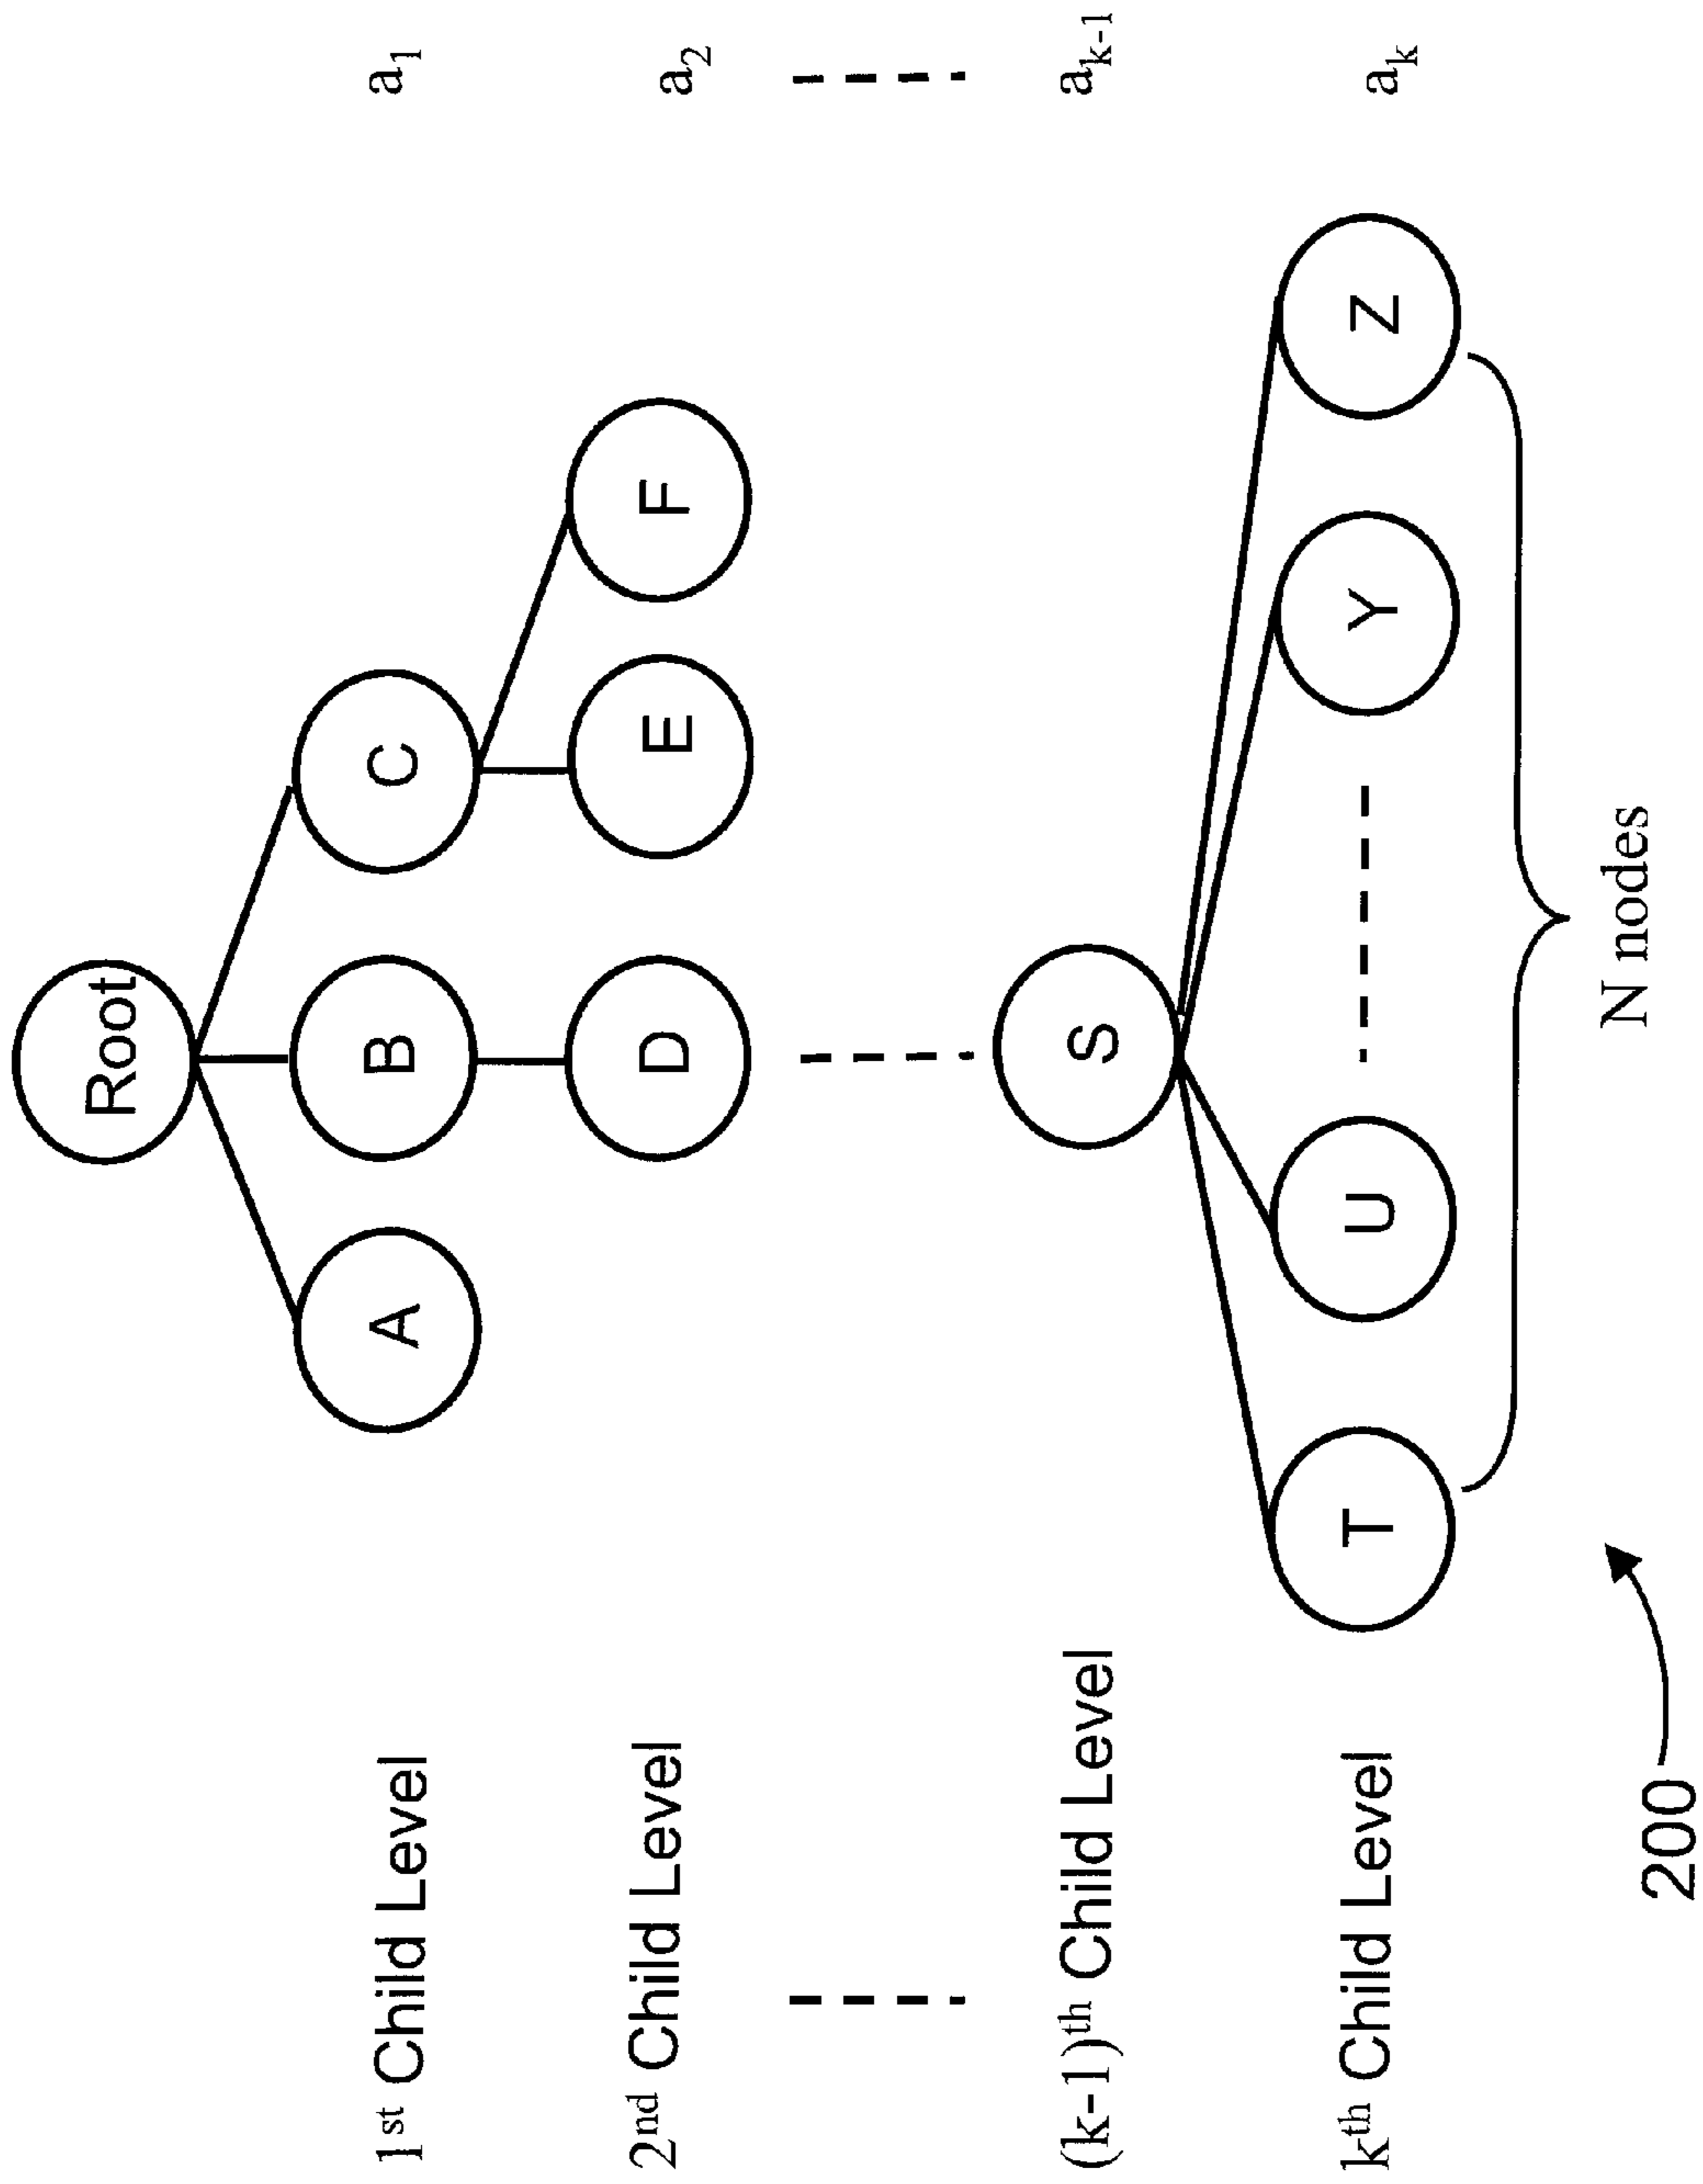 Root
1st Child Level A B C a1
2nd Child Level D E F a2
(k-1)th Child Level S ak-1
kth Child Level T U Y Z ak
N nodes
200